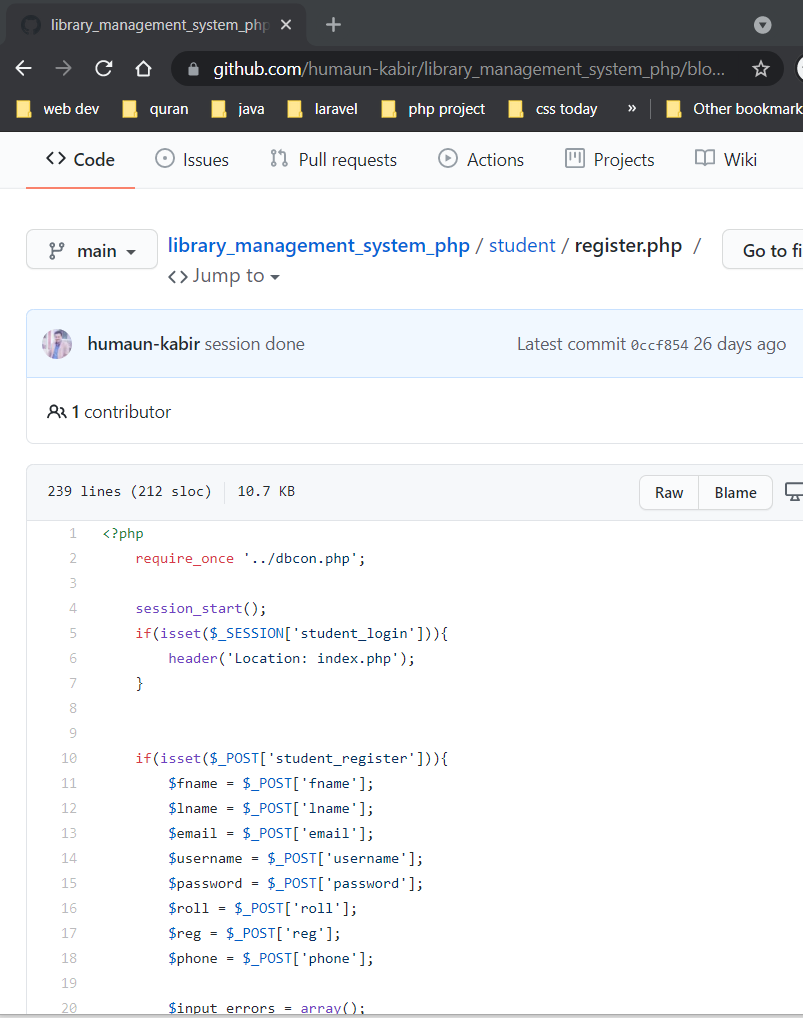 library_management_system_php
github.com/humaun-kabir/library_management_system_php/blo...
web dev quran java laravel php project css today » Other bookmark
Code Issues Pull requests Actions Projects Wiki
main library_management_system_php / student / register.php / Go to fi
Jump to
humaun-kabir session done Latest commit 0ccf854 26 days ago
1 contributor
239 lines (212 sloc) 10.7 KB Raw Blame
1 <?php
2 require_once '../dbcon.php';
3
4 session_start();
5 if(isset($_SESSION['student_login'])){
6 header('Location: index.php');
7 }
8
9
10 if(isset($_POST['student_register'])){
11 $fname = $_POST['fname'];
12 $lname = $_POST['lname'];
13 $email = $_POST['email'];
14 $username = $_POST['username'];
15 $password = $_POST['password'];
16 $roll = $_POST['roll'];
17 $reg = $_POST['reg'];
18 $phone = $_POST['phone'];
19
20 $input_errors = array();